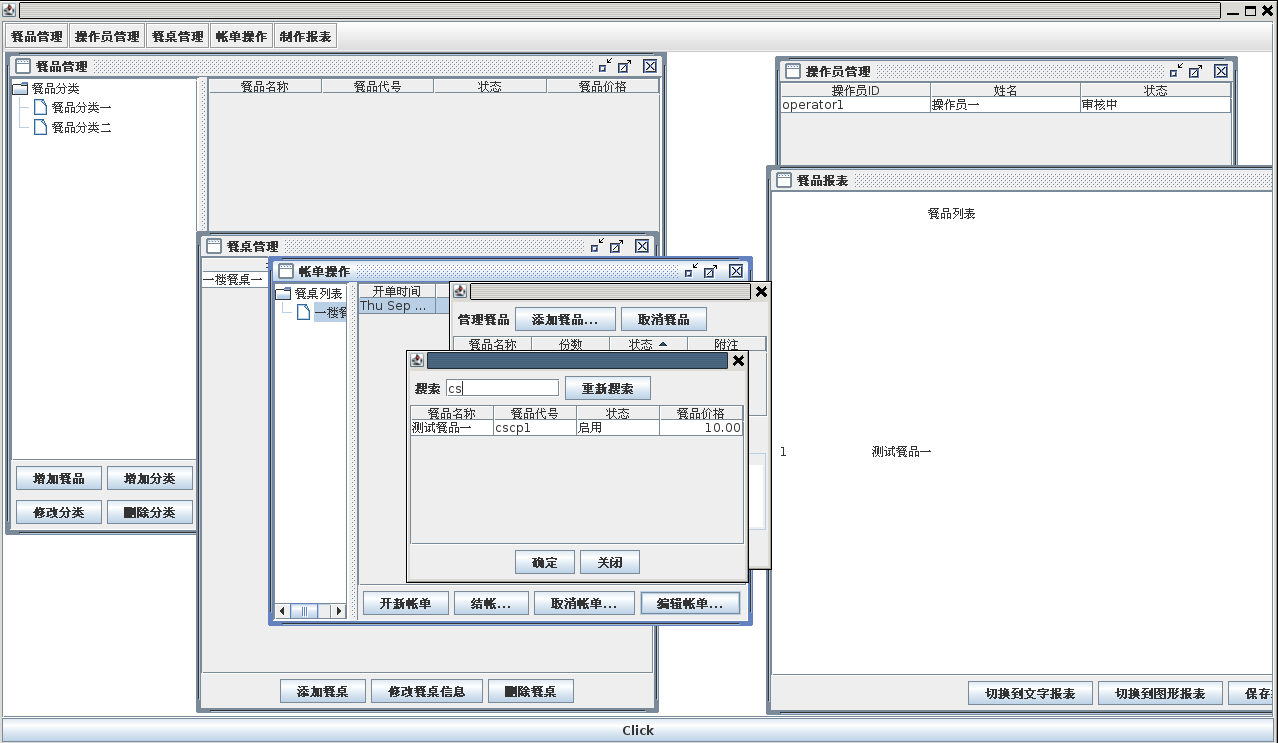 餐品管理 操作员管理 餐桌管理 帐单操作 制作报表
餐品管理
餐品分类
餐品分类一
餐品分类二
餐品名称 餐品代号 状态 餐品价格
增加餐品 增加分类
修改分类 删除分类
操作员管理
操作员ID 姓名 状态
operator1 操作员一 审核中
餐品报表
餐品列表
1 测试餐品一
切换到文字报表 切换到图形报表 保存
餐桌管理
一楼餐桌一
添加餐桌 修改餐桌信息 删除餐桌
帐单操作
餐桌列表
一楼餐
开单时间
Thu Sep ...
开新帐单 结帐... 取消帐单... 编辑帐单...
管理餐品 添加餐品... 取消餐品
餐品名称 份数 状态 附注
搜索 cs 重新搜索
餐品名称 餐品代号 状态 餐品价格
测试餐品一 cscp1 启用 10.00
确定 关闭
Click